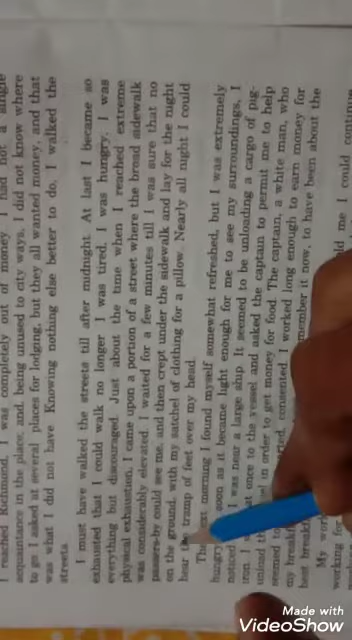 I reached Richmond, I was completely out of money. I had not a single
acquaintance in the place, and, being unused to city ways, I did not know where
to go I asked at several places for lodging, but they all wanted money, and that
was what I did not have Knowing nothing else better to do, I walked the
streets.
I must have walked the streets till after midnight. At last I became so
exhausted that I could walk no longer I was tired. I was hungry. I was
everything but discouraged. Just about the time when I reached extreme
physical exhaustion, I came upon a portion of a street where the broad sidewalk
was considerably elevated. I waited for a few minutes till I was sure that no
passers-by could see me, and then crept under the sidewalk and lay for the night
on the ground, with my satchel of clothing for a pillow. Nearly all night I could
hear the tramp of feet over my head.
The next morning I found myself somewhat refreshed, but I was extremely
hungry soon as it became light enough for me to see my surroundings, I
noticed I was near a large ship. It seemed to be unloading a cargo of pig-
iron. I at once to the vessel and asked the captain to permit me to help
unload the in order to get money for food. The captain, a white man, who
seemed to consented. I worked long enough to earn money for
my breakf member it now, to have been about the
best breakf
My work me I could continue
working for
Made with
VideoShow